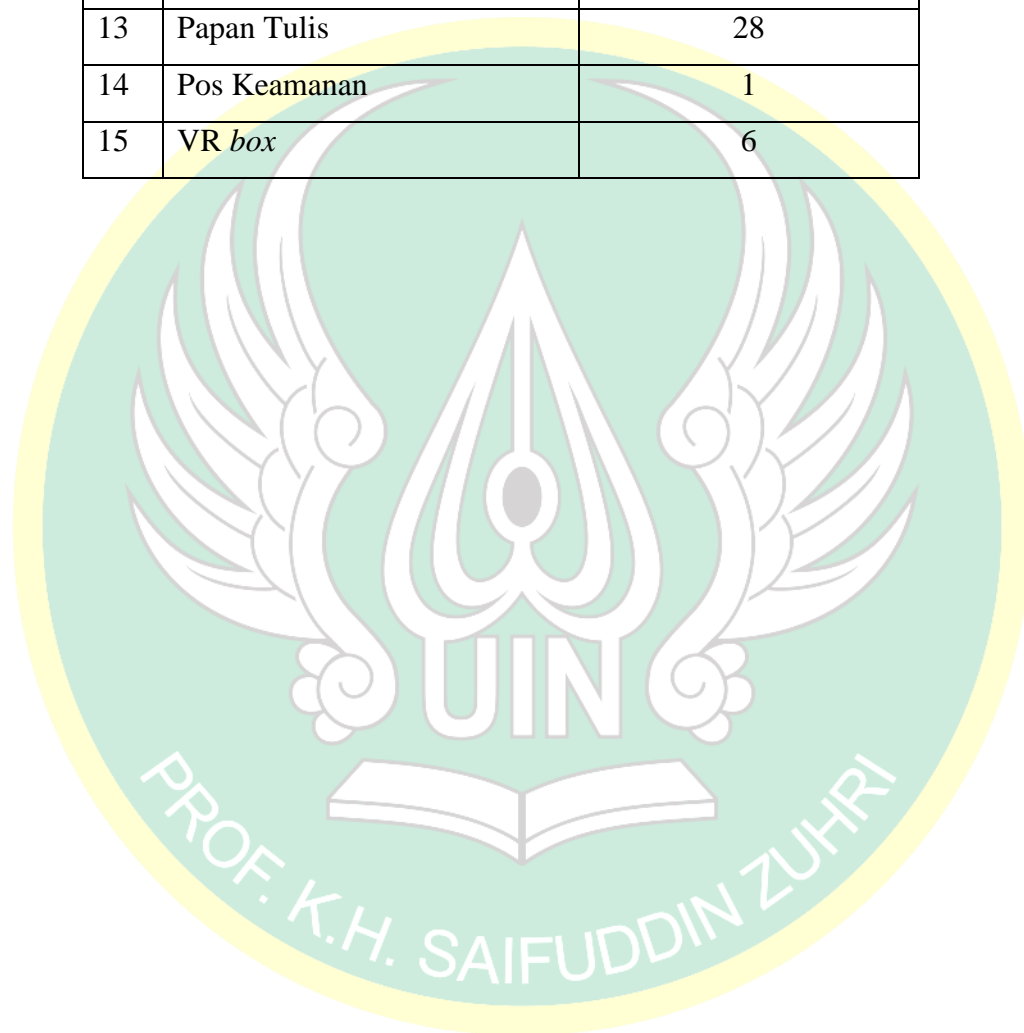 13 Papan Tulis 28
14 Pos Keamanan 1
15 VR box 6
UIN
PROF. K.H. SAIFUDDIN ZUHRI